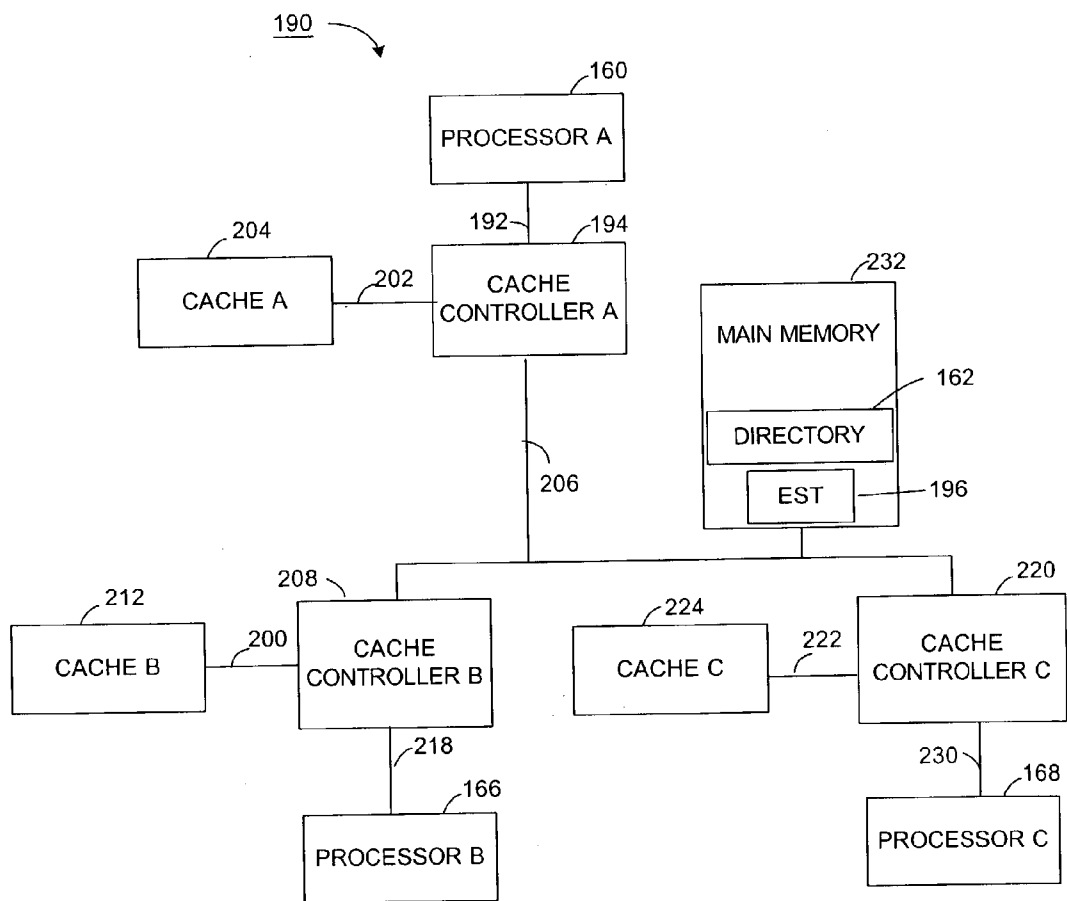 190
160
PROCESSOR A
192
194
204
CACHE A
202
CACHE
CONTROLLER A
232
MAIN MEMORY
162
DIRECTORY
EST
196
206
208
212
CACHE B
200
CACHE
CONTROLLER B
224
CACHE C
222
220
CACHE
CONTROLLER C
218
230
166
PROCESSOR B
168
PROCESSOR C